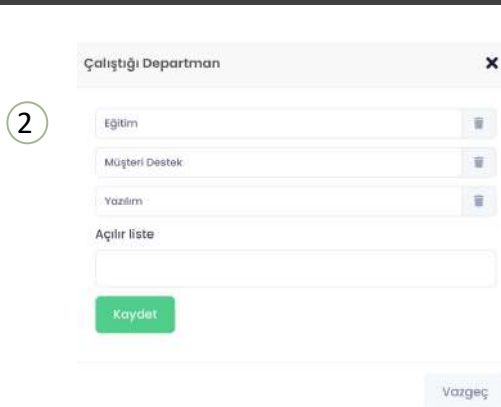 Çalıştığı Departman
2
Eğitim
Müşteri Destek
Yazılım
Açılır liste
Kaydet
Vazgeç